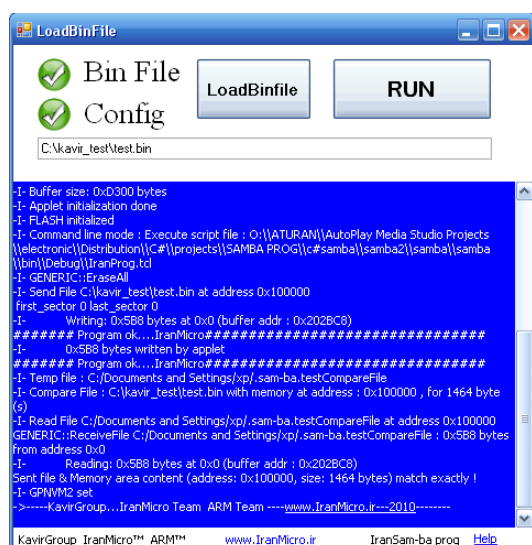 LoadBinFile
Bin File
Config
LoadBinfile
RUN
C:\kavir_test\test.bin
-I- Buffer size: 0xD300 bytes
-I- Applet initialization done
-I- FLASH initialized
-I- Command line mode : Execute script file : O:\\ATURAN\\AutoPlay Media Studio Projects
\\electronic\\Distribution\\C#\\projects\\SAMBA PROG\\c#samba\\samba2\\samba\\samba
\\bin\\Debug\\IranProg.tcl
-I- GENERIC::EraseAll
-I- Send File C:\kavir_test\test.bin at address 0x100000
first_sector 0 last_sector 0
-I- Writing: 0x5B8 bytes at 0x0 (buffer addr : 0x202BC8)
####### Program ok....IranMicro################################
-I- 0x5B8 bytes written by applet
####### Program ok....IranMicro################################
-I- Temp file : C:/Documents and Settings/xp/.sam-ba.testCompareFile
-I- Compare File : C:\kavir_test\test.bin with memory at address : 0x100000 , for 1464 byte
(s)
-I- Read File C:/Documents and Settings/xp/.sam-ba.testCompareFile at address 0x100000
GENERIC::ReceiveFile C:/Documents and Settings/xp/.sam-ba.testCompareFile : 0x5B8 bytes
from address 0x0
-I- Reading: 0x5B8 bytes at 0x0 (buffer addr : 0x202BC8)
Sent file & Memory area content (address: 0x100000, size: 1464 bytes) match exactly !
-I- GPNVM2 set
->-----KavirGroup...IranMicro Team ARM Team ----www.IranMicro.ir---2010--------
KavirGroup IranMicro™ ARM™ www.IranMicro.ir IranSam-ba prog Help